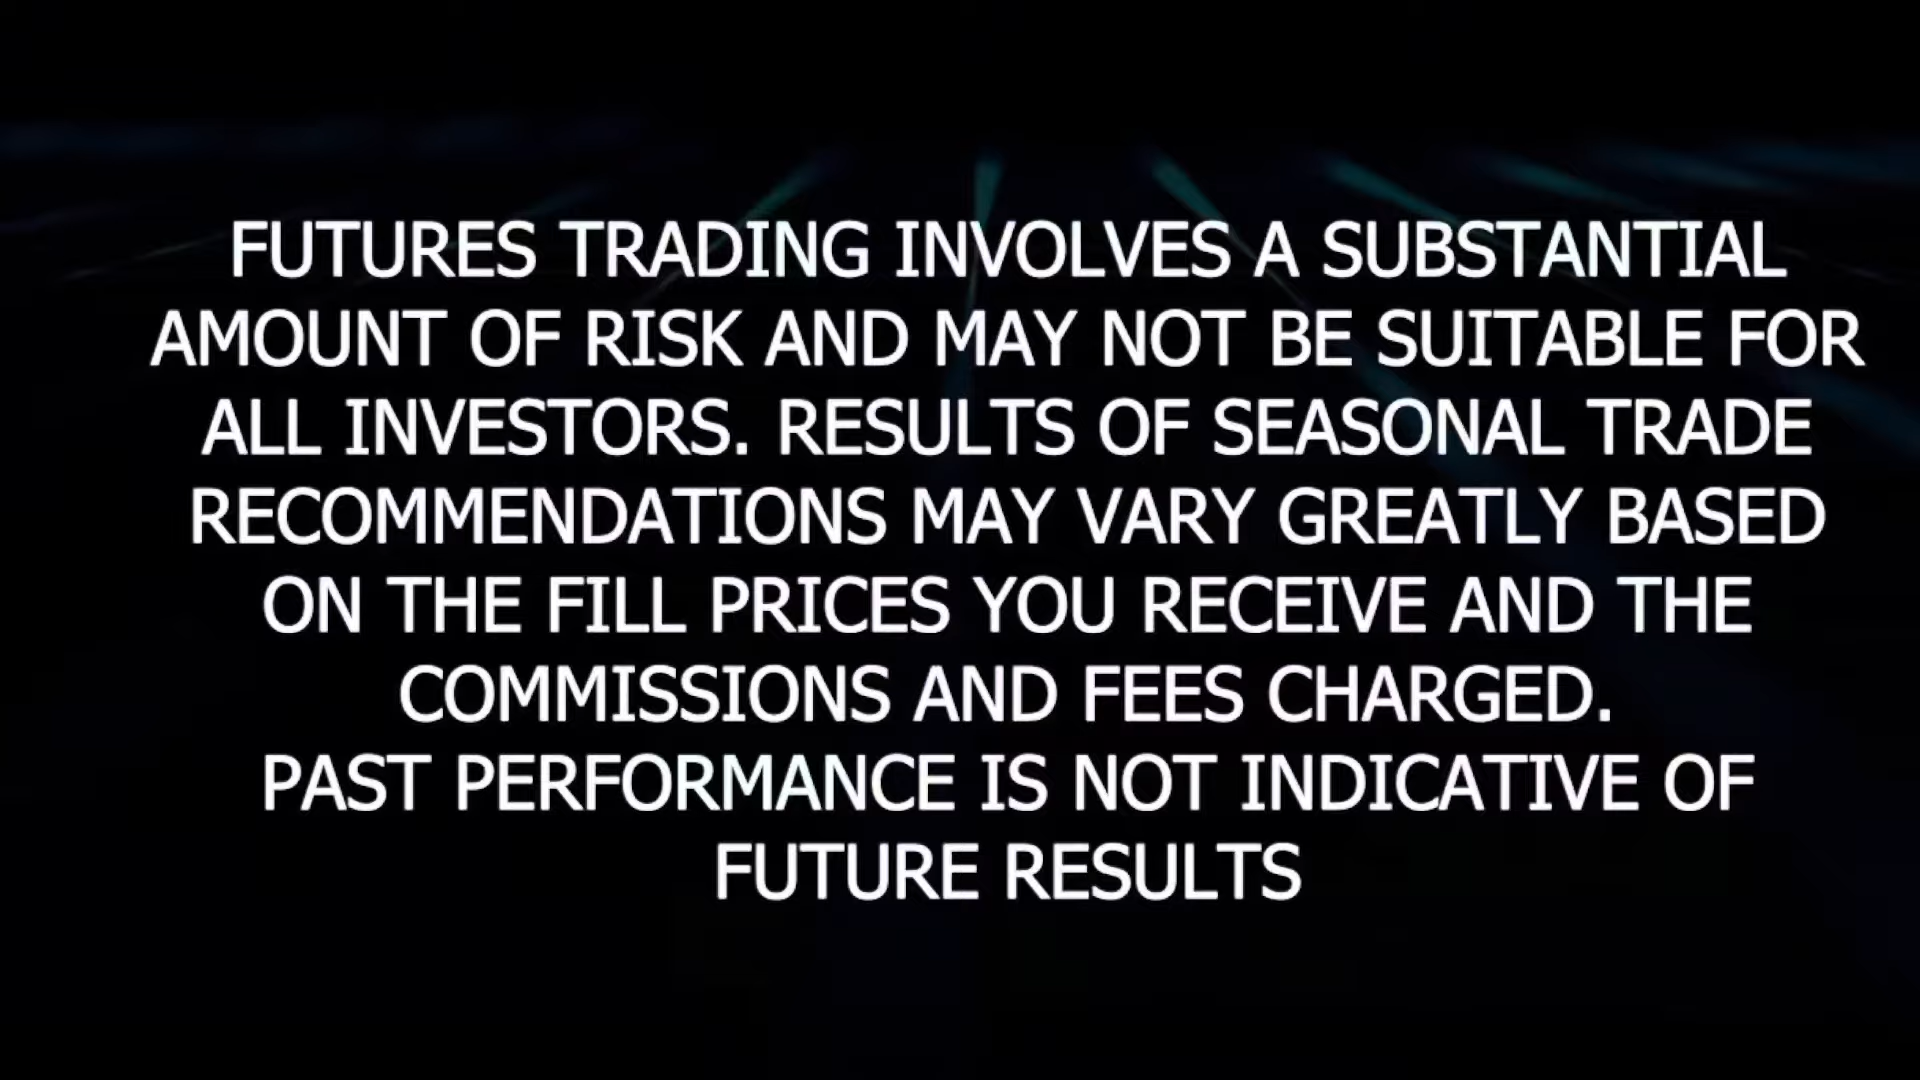 FUTURES TRADING INVOLVES A SUBSTANTIAL
AMOUNT OF RISK AND MAY NOT BE SUITABLE FOR
ALL INVESTORS. RESULTS OF SEASONAL TRADE
RECOMMENDATIONS MAY VARY GREATLY BASED
ON THE FILL PRICES YOU RECEIVE AND THE
COMMISSIONS AND FEES CHARGED.
PAST PERFORMANCE IS NOT INDICATIVE OF
FUTURE RESULTS